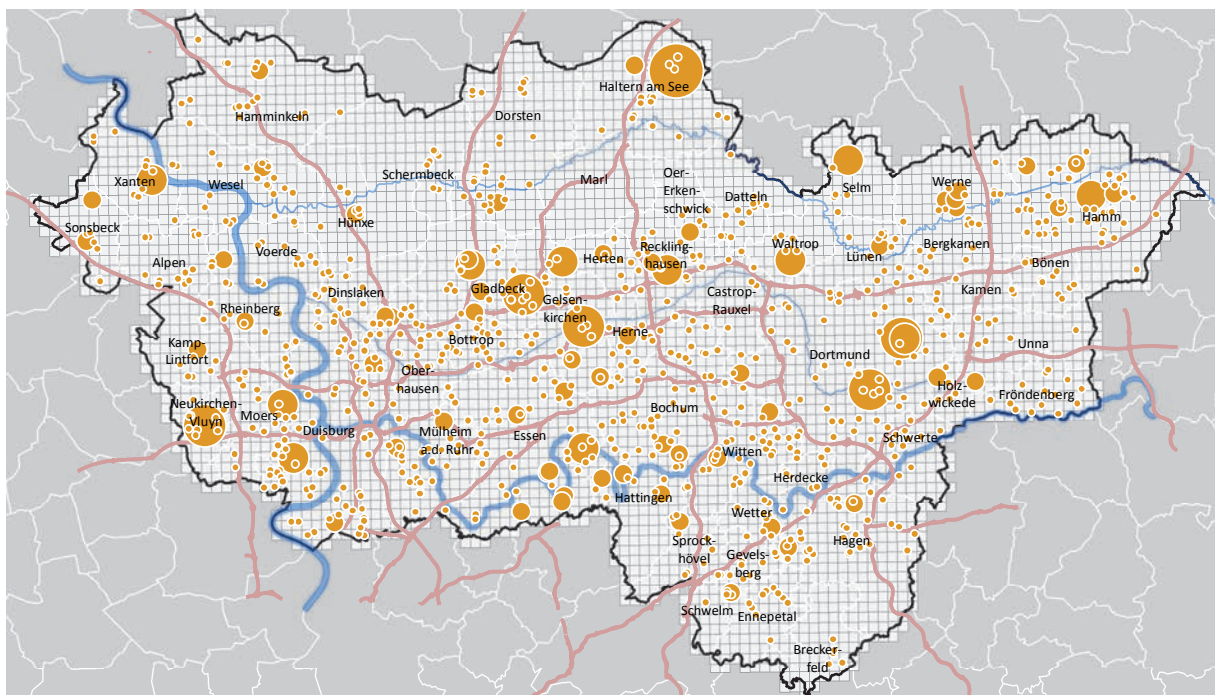 Haltern am See
Hamminkeln
Dorsten
Schermbeck
Marl
Oer-
Erken-
schwick
Xanten
Wesel
Datteln
Selm
Werne
Hamm
Sonsbeck
Hünxe
Alpen
Voerde
Herten
Reckling-
hausen
Waltrop
Lünen
Bergkamen
Bönen
Rheinberg
Dinslaken
Gladbeck
Gelsen-
kirchen
Castrop-
Rauxel
Kamen
Kamp-
Lintfort
Bottrop
Herne
Dortmund
Unna
Ober-
hausen
Holz-
wickede
Fröndenberg
Neukirchen-
Vluyn
Moers
Duisburg
Mülheim
a.d. Ruhr
Essen
Bochum
Schwerte
Witten
Herdecke
Hattingen
Wetter
Hagen
Sprock-
hövel
Gevels-
berg
Schwelm
Ennepetal
Brecker-
feld